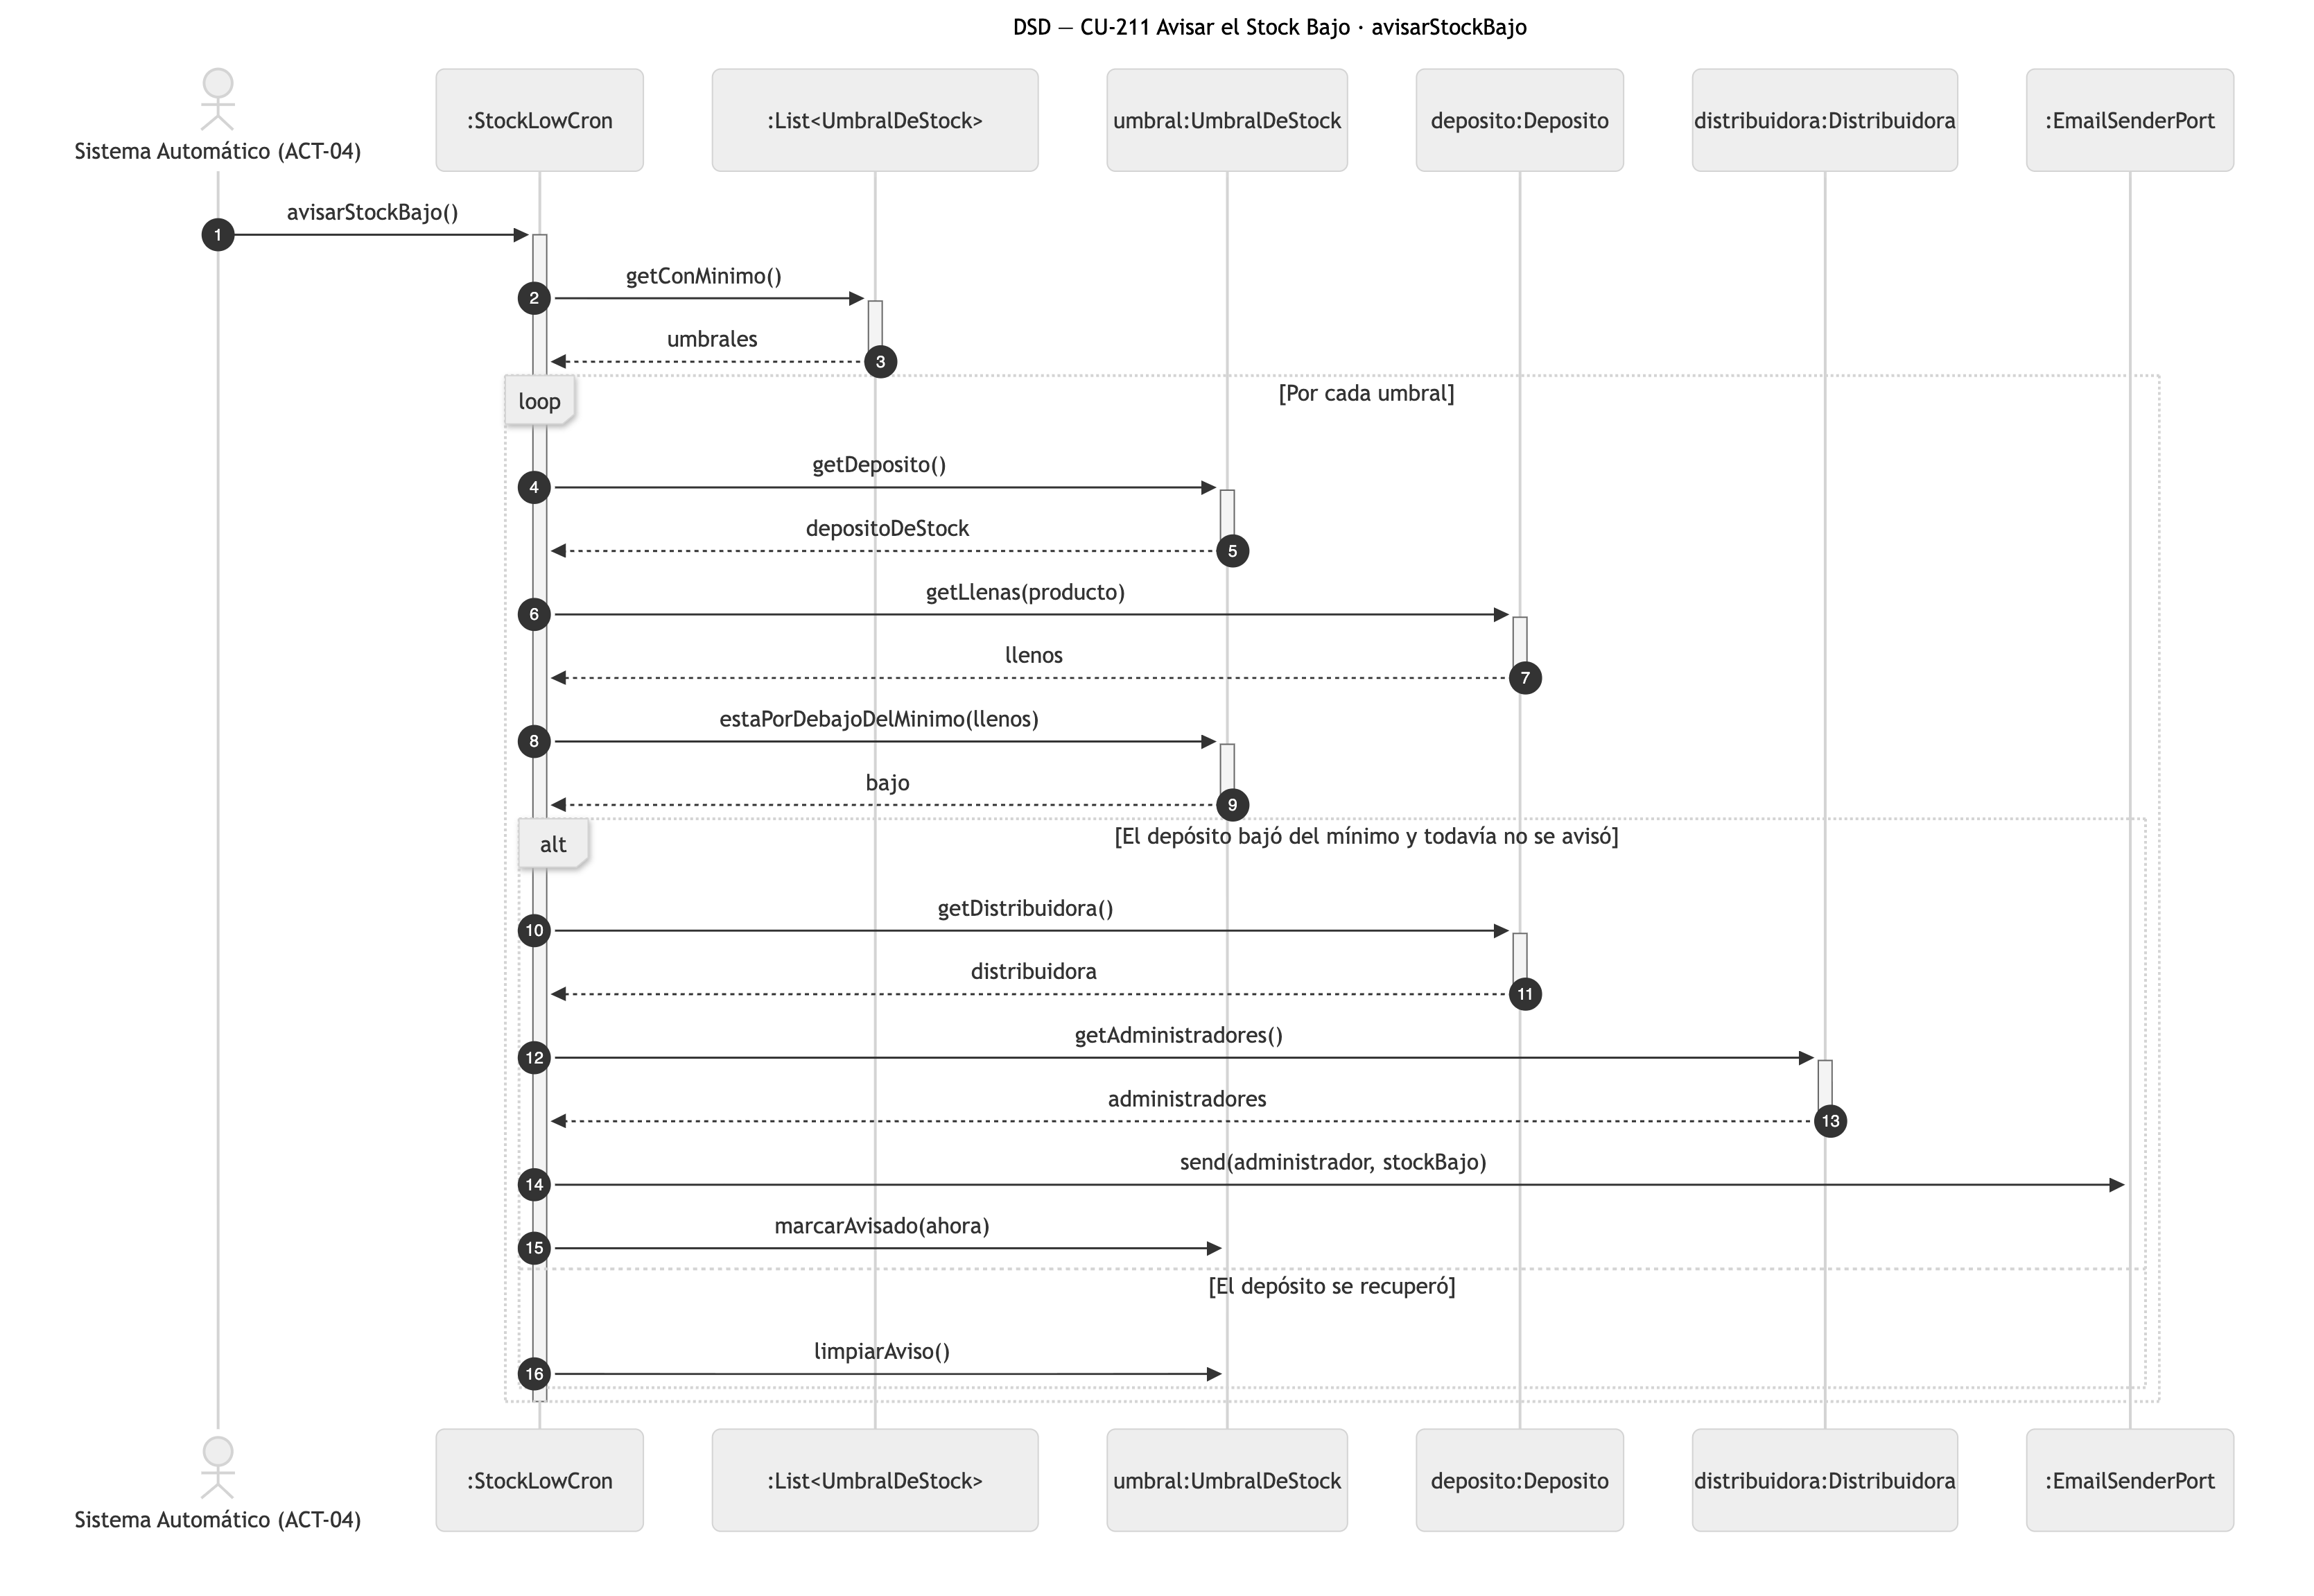 DSD — CU-211 Avisar el Stock Bajo · avisarStockBajo
Sistema Automático (ACT-04)
:StockLowCron
:List<UmbralDeStock>
umbral:UmbralDeStock
deposito:Deposito
distribuidora:Distribuidora
:EmailSenderPort
avisarStockBajo()
1
getConMinimo()
2
umbrales
3
loop
[Por cada umbral]
getDeposito()
4
depositoDeStock
5
getLlenas(producto)
6
llenos
7
estaPorDebajoDelMinimo(llenos)
8
bajo
9
alt
[El depósito bajó del mínimo y todavía no se avisó]
getDistribuidora()
10
distribuidora
11
getAdministradores()
12
administradores
13
send(administrador, stockBajo)
14
marcarAvisado(ahora)
15
[El depósito se recuperó]
limpiarAviso()
16
Sistema Automático (ACT-04)
:StockLowCron
:List<UmbralDeStock>
umbral:UmbralDeStock
deposito:Deposito
distribuidora:Distribuidora
:EmailSenderPort